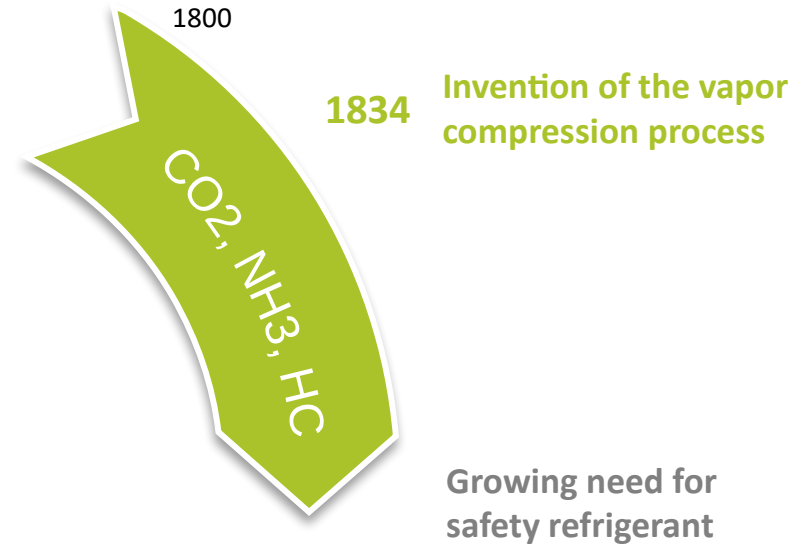 1800
1834
Invention of the vapor
compression process
CO2, NH3, HC
Growing need for
safety refrigerant